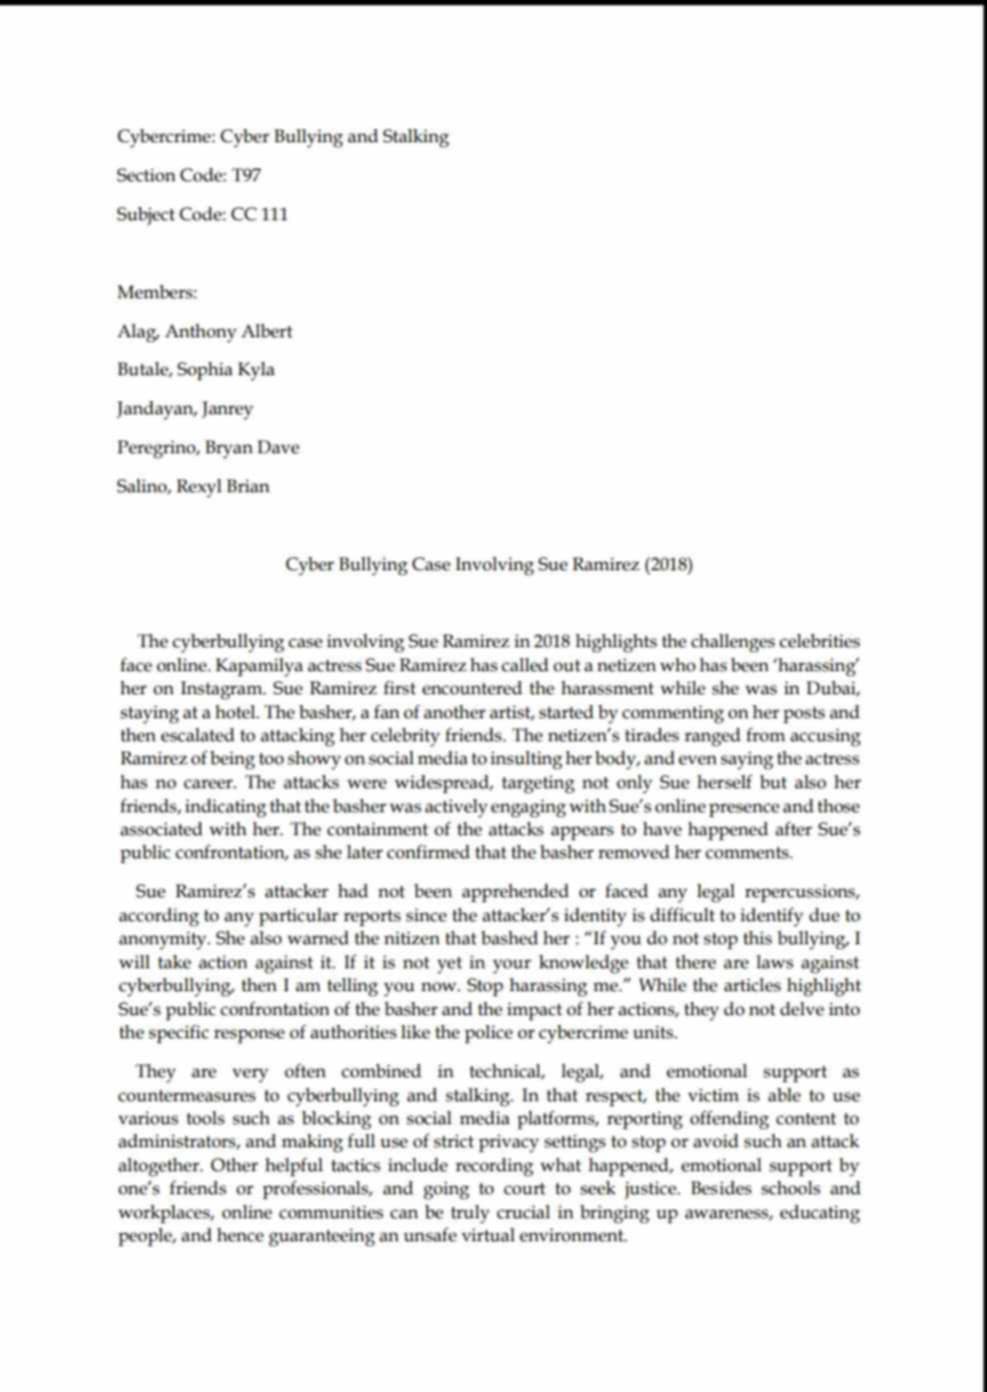 Cybercrime: Cyber Bullying and Stalking
Section Code: T97
Subject Code: CC 111
Members:
Alag, Anthony Albert
Butale, Sophia Kyla
Jandayan, Janrey
Peregrino, Bryan Dave
Salino, Rexyl Brian
Cyber Bullying Case Involving Sue Ramirez (2018)
The cyberbullying case involving Sue Ramirez in 2018 highlights the challenges celebrities
face online. Kapamilya actress Sue Ramirez has called out a netizen who has been ‘harassing’
her on Instagram. Sue Ramirez first encountered the harassment while she was in Dubai,
staying at a hotel. The basher, a fan of another artist, started by commenting on her posts and
then escalated to attacking her celebrity friends. The netizen’s tirades ranged from accusing
Ramirez of being too showy on social media to insulting her body, and even saying the actress
has no career. The attacks were widespread, targeting not only Sue herself but also her
friends, indicating that the basher was actively engaging with Sue’s online presence and those
associated with her. The containment of the attacks appears to have happened after Sue’s
public confrontation, as she later confirmed that the basher removed her comments.
Sue Ramirez’s attacker had not been apprehended or faced any legal repercussions,
according to any particular reports since the attacker’s identity is difficult to identify due to
anonymity. She also warned the nitizen that bashed her : “If you do not stop this bullying, I
will take action against it. If it is not yet in your knowledge that there are laws against
cyberbullying, then I am telling you now. Stop harassing me.” While the articles highlight
Sue’s public confrontation of the basher and the impact of her actions, they do not delve into
the specific response of authorities like the police or cybercrime units.
They are very often combined in technical, legal, and emotional support as
countermeasures to cyberbullying and stalking. In that respect, the victim is able to use
various tools such as blocking on social media platforms, reporting offending content to
administrators, and making full use of strict privacy settings to stop or avoid such an attack
altogether. Other helpful tactics include recording what happened, emotional support by
one’s friends or professionals, and going to court to seek justice. Besides schools and
workplaces, online communities can be truly crucial in bringing up awareness, educating
people, and hence guaranteeing an unsafe virtual environment.